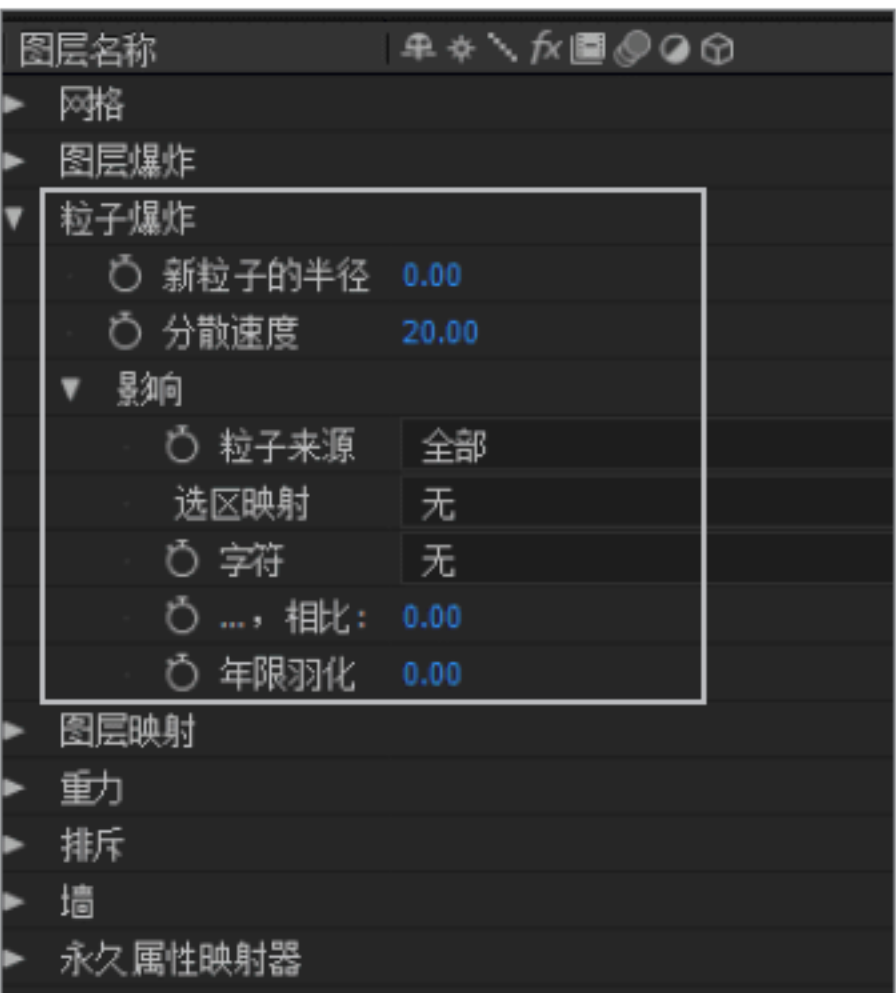 图层名称 fx
网格
图层爆炸
粒子爆炸
新粒子的半径 0.00
分散速度 20.00
影响
粒子来源 全部
选区映射 无
字符 无
...，相比: 0.00
年限羽化 0.00
图层映射
重力
排斥
墙
永久属性映射器